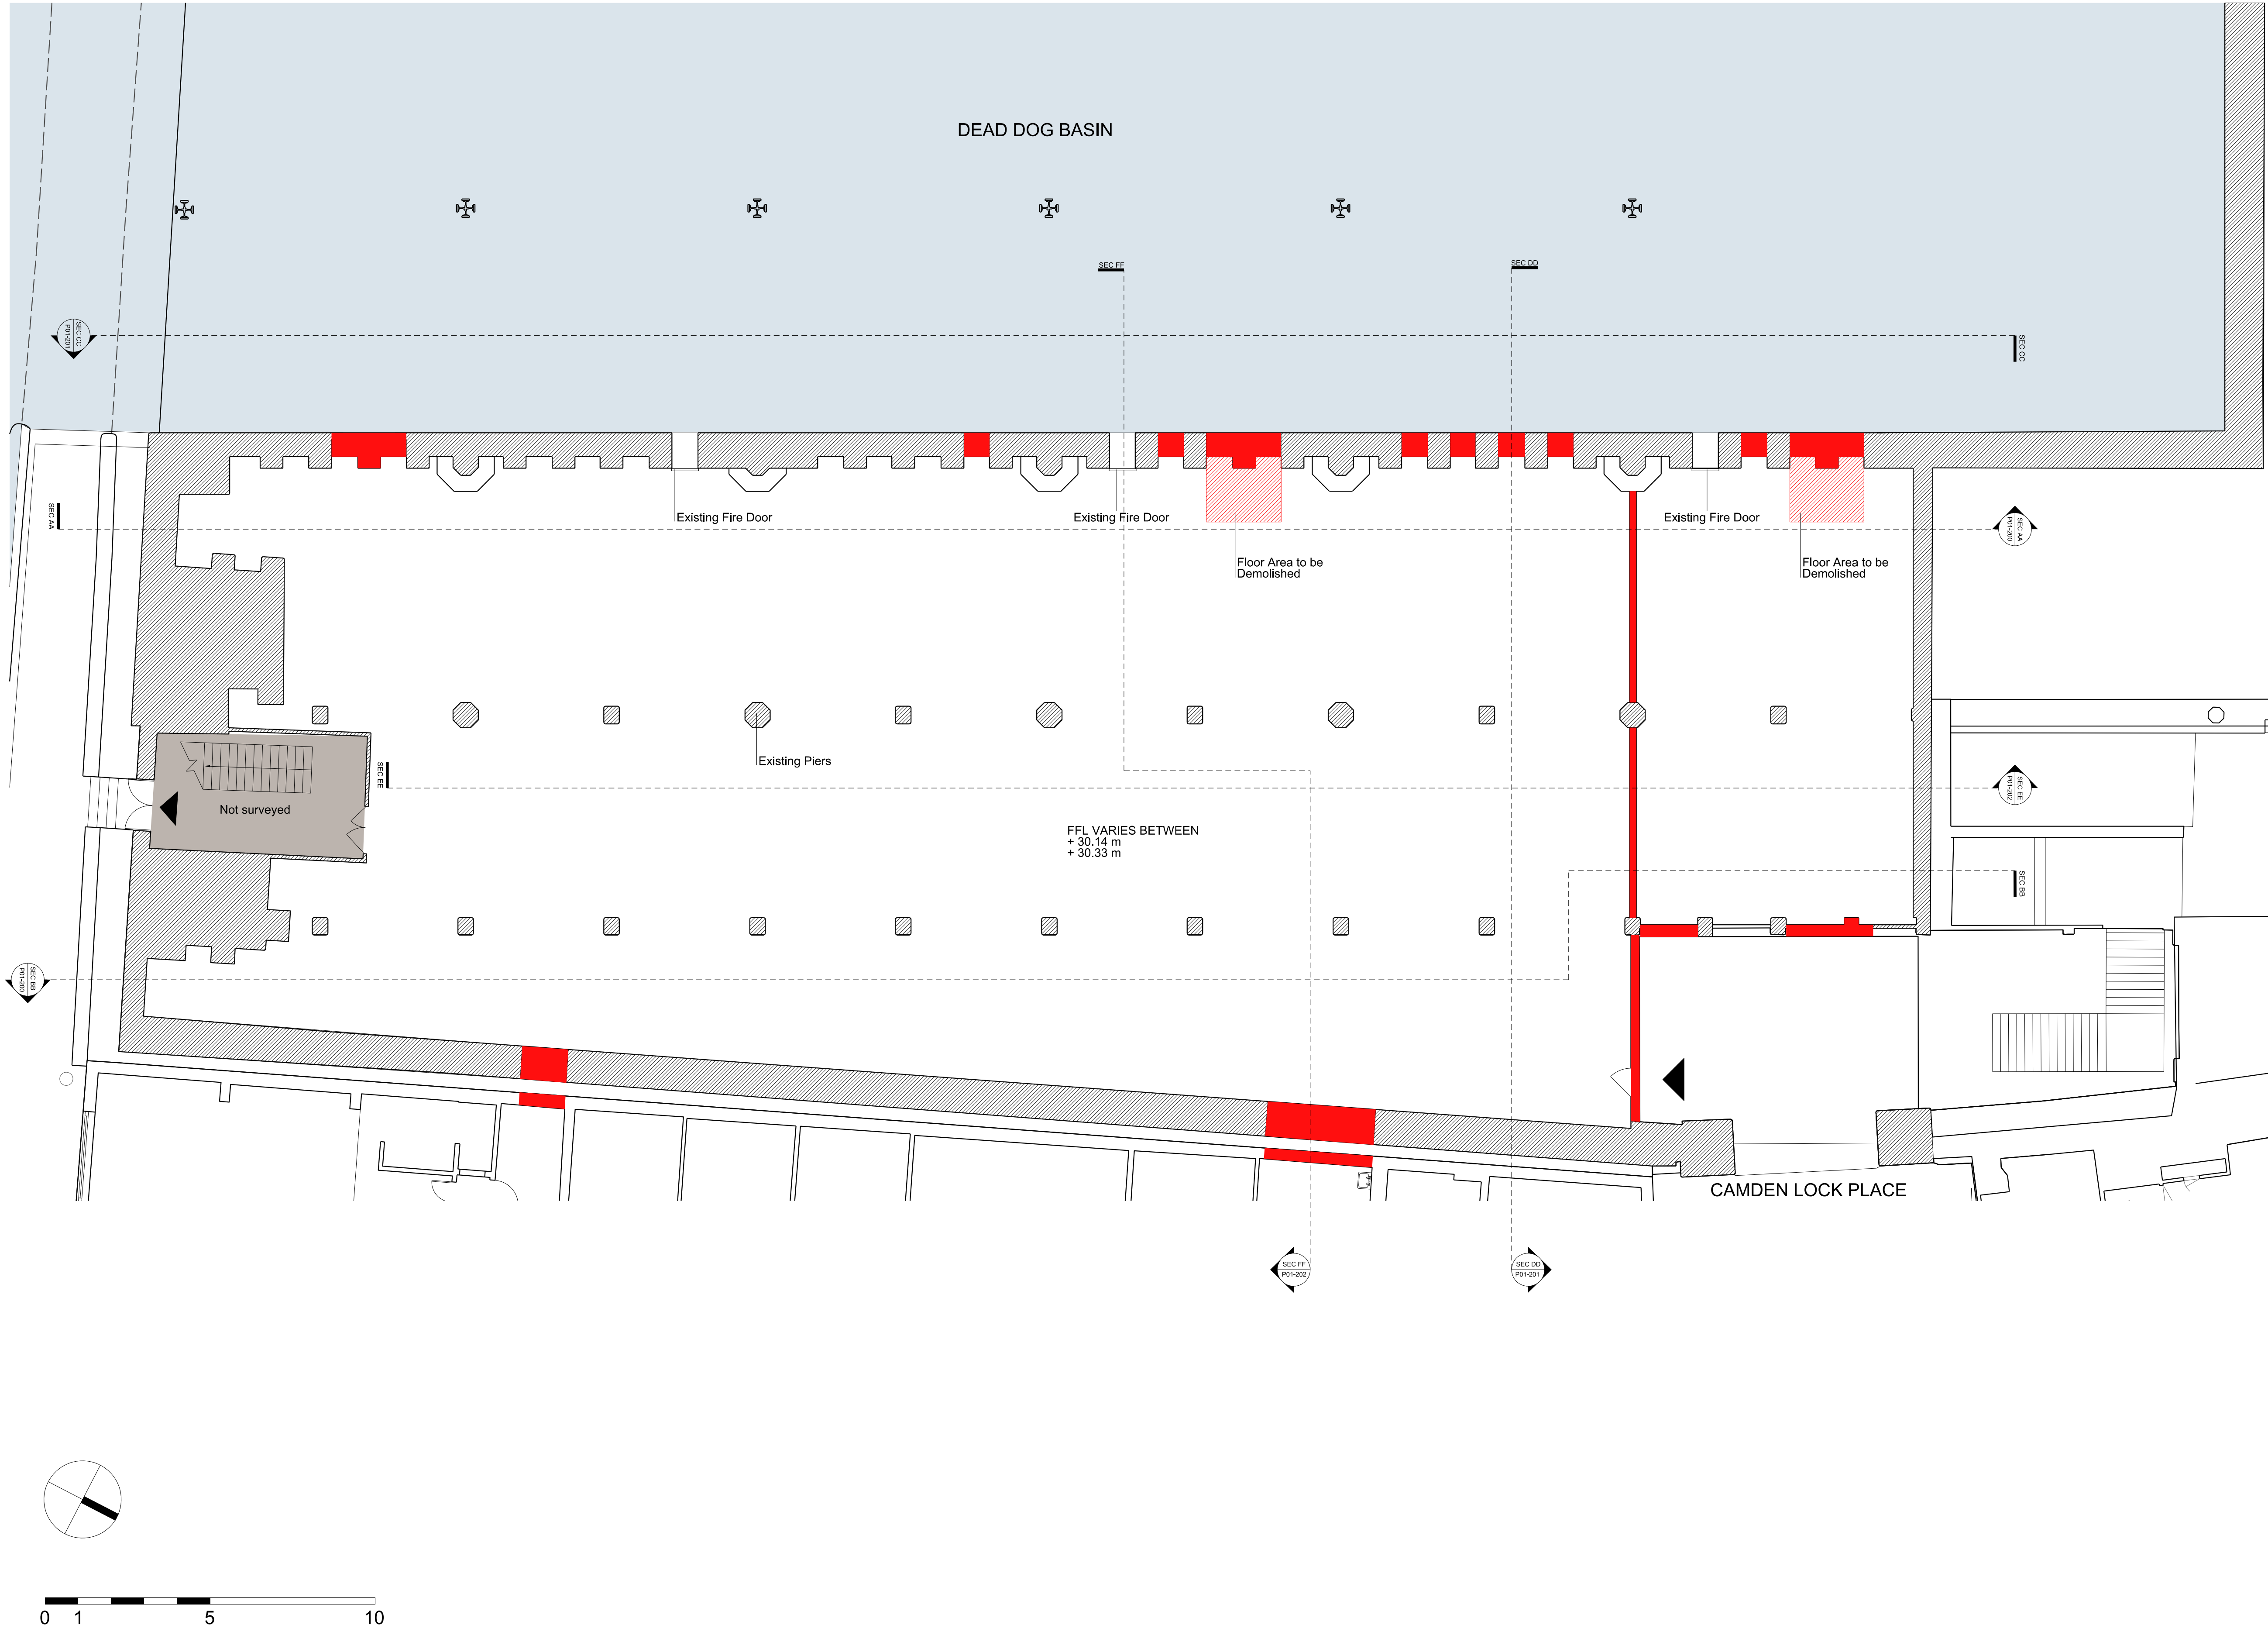 DEAD DOG BASIN
SEC FF
SEC DD
SEC CC
P01-201
SEC CC
SEC AA
Existing Fire Door
Existing Fire Door
Existing Fire Door
SEC AA
P01-200
Floor Area to be
Demolished
Floor Area to be
Demolished
Existing Piers
SEC EE
SEC EE
P01-202
Not surveyed
FFL VARIES BETWEEN
+ 30.14 m
+ 30.33 m
SEC BB
SEC BB
P01-200
CAMDEN LOCK PLACE
SEC FF
P01-202
SEC DD
P01-201
0 1 5 10